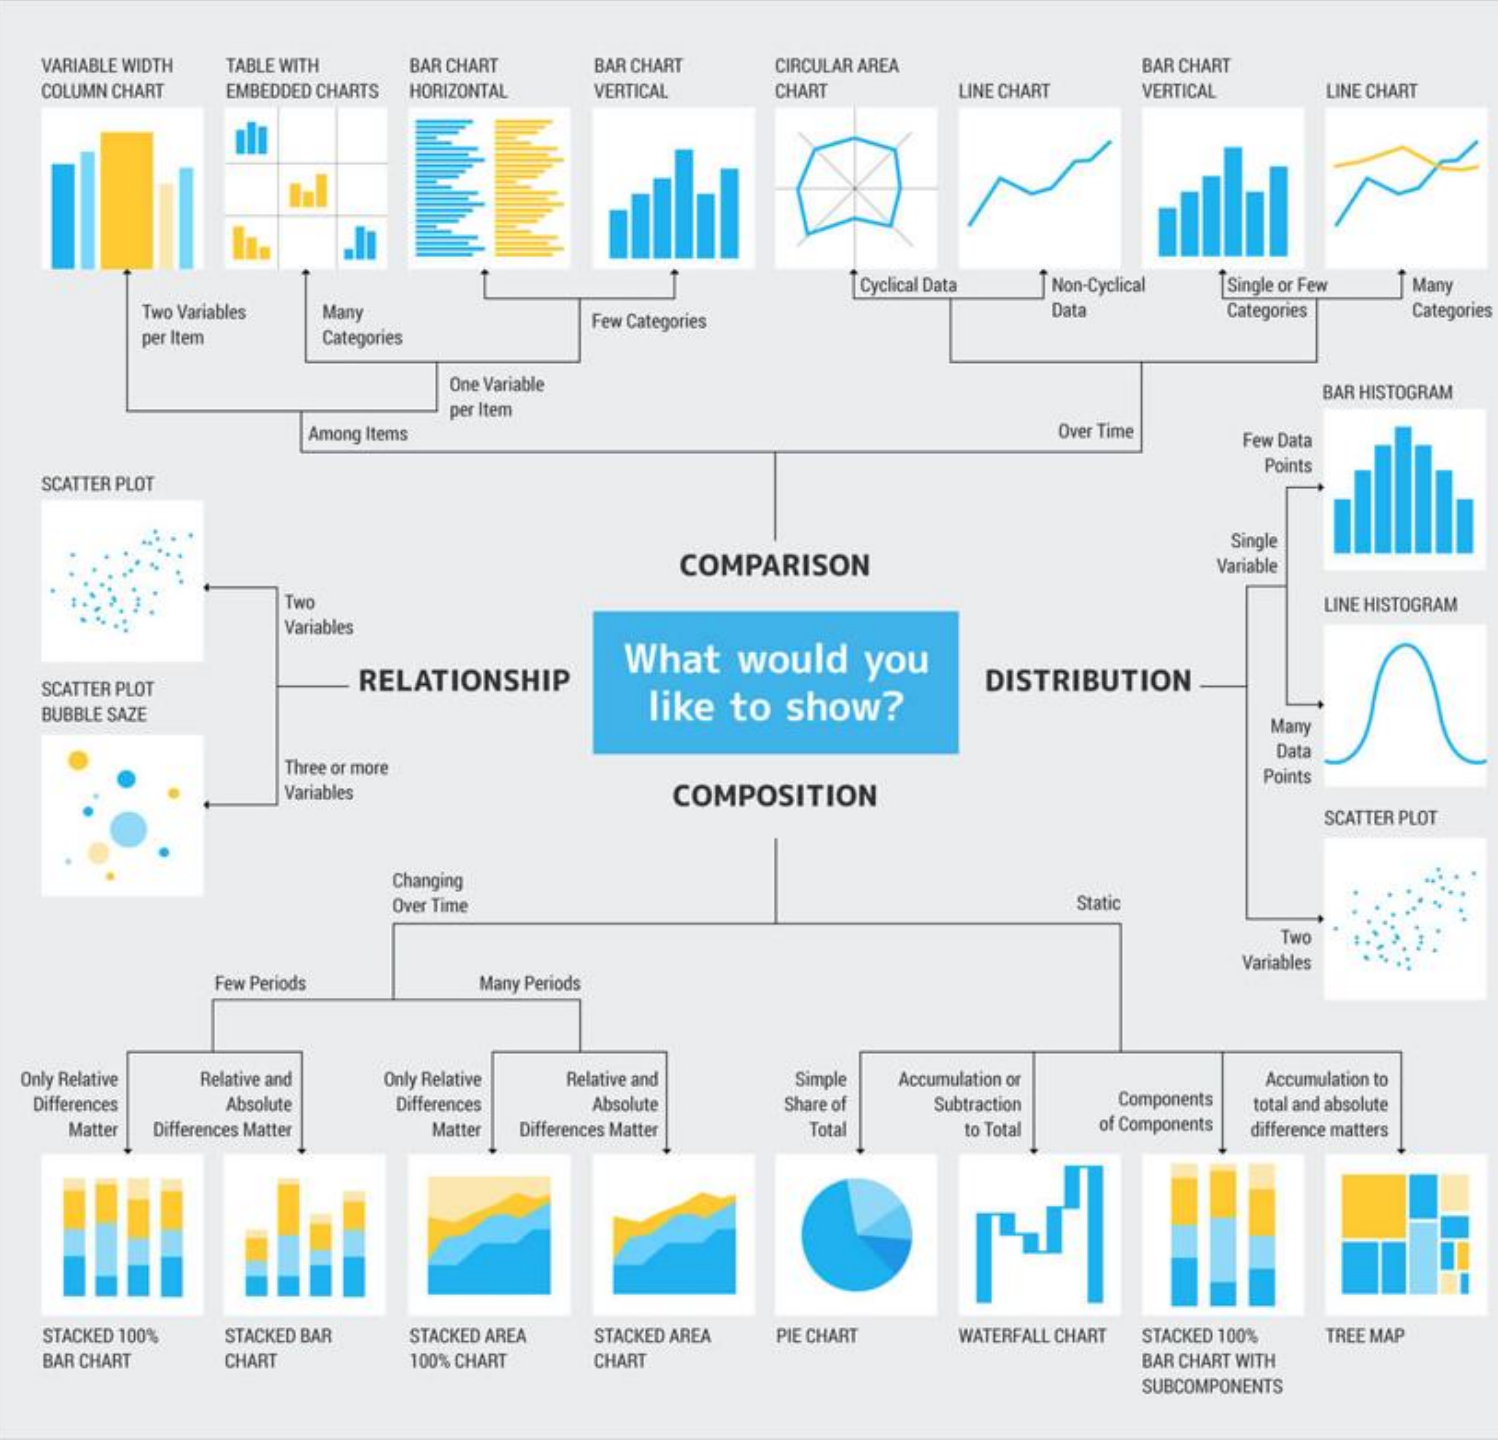 VARIABLE WIDTH
COLUMN CHART
TABLE WITH
EMBEDDED CHARTS
BAR CHART
HORIZONTAL
BAR CHART
VERTICAL
CIRCULAR AREA
CHART
LINE CHART
BAR CHART
VERTICAL
LINE CHART
Two Variables
per Item
Many
Categories
Few Categories
Cyclical Data
Non-Cyclical
Data
Single or Few
Categories
Many
Categories
One Variable
per Item
Among Items
Over Time
COMPARISON
SCATTER PLOT
Two
Variables
SCATTER PLOT
BUBBLE SAZE
Three or more
Variables
RELATIONSHIP
What would you
like to show?
DISTRIBUTION
BAR HISTOGRAM
Few Data
Points
Single
Variable
LINE HISTOGRAM
Many
Data
Points
SCATTER PLOT
Two
Variables
COMPOSITION
Changing
Over Time
Static
Few Periods
Many Periods
Only Relative
Differences
Matter
Relative and
Absolute
Differences Matter
Only Relative
Differences
Matter
Relative and
Absolute
Differences Matter
Simple
Share of
Total
Accumulation or
Subtraction
to Total
Components
of Components
Accumulation to
total and absolute
difference matters
STACKED 100%
BAR CHART
STACKED BAR
CHART
STACKED AREA
100% CHART
STACKED AREA
CHART
PIE CHART
WATERFALL CHART
STACKED 100%
BAR CHART WITH
SUBCOMPONENTS
TREE MAP